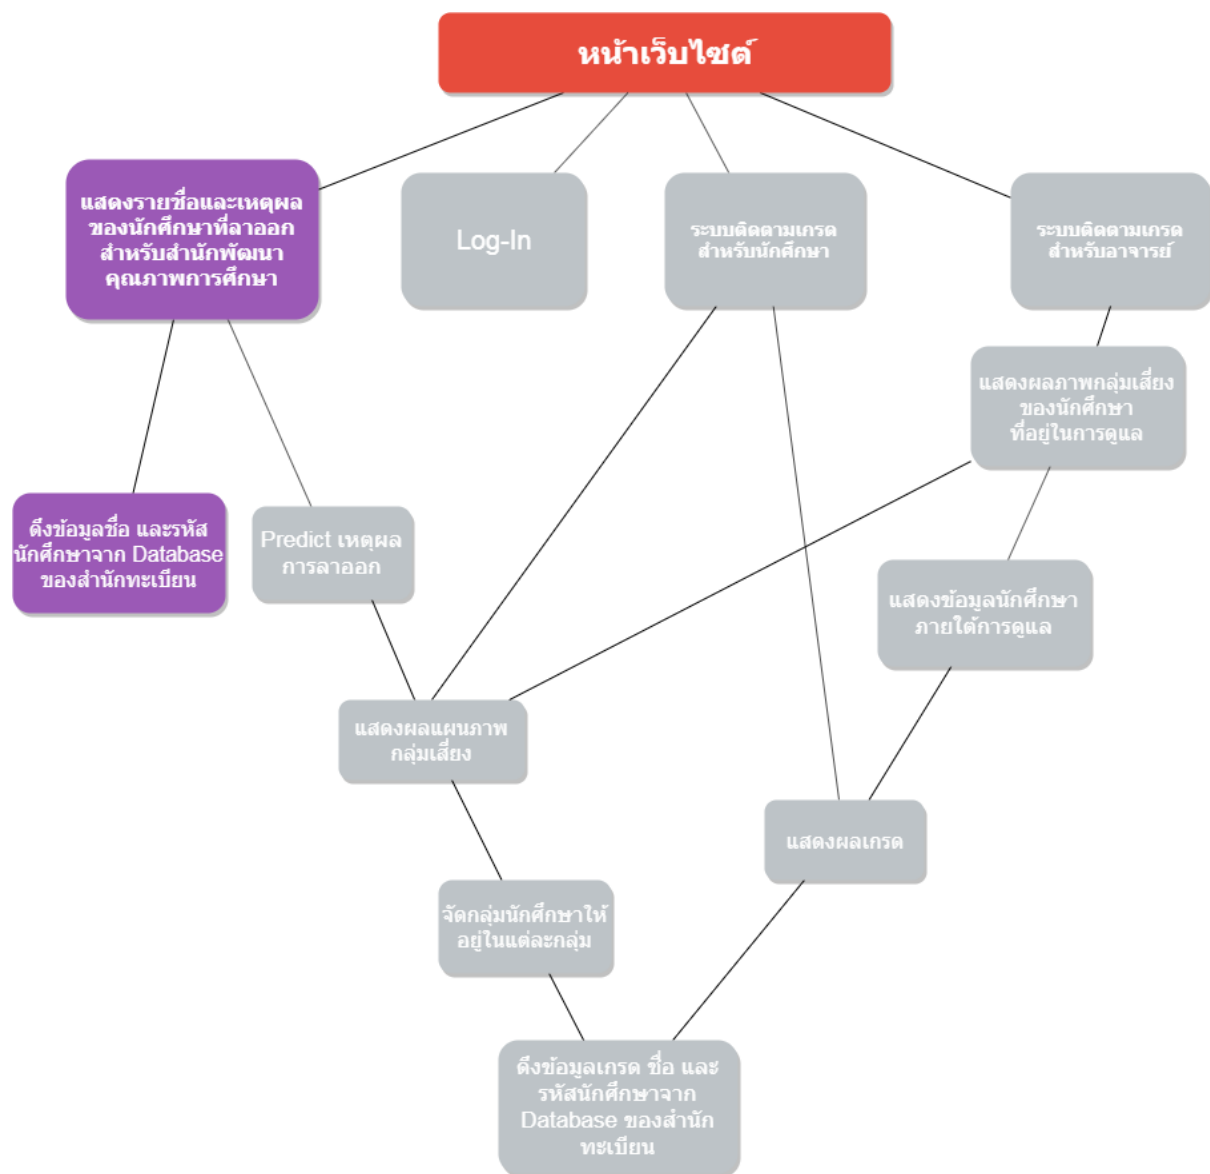 หน้าเว็บไซต์
แสดงรายชื่อและเหตุผล
ของนักศึกษาที่ลาออก
สำหรับสำนักพัฒนา
คุณภาพการศึกษา
Log-In
ระบบติดตามเกรด
สำหรับนักศึกษา
ระบบติดตามเกรด
สำหรับอาจารย์
แสดงผลภาพกลุ่มเสี่ยง
ของนักศึกษา
ที่อยู่ในการดูแล
ดึงข้อมูลชื่อ และรหัส
นักศึกษาจาก Database
ของสำนักทะเบียน
Predict เหตุผล
การลาออก
แสดงข้อมูลนักศึกษา
ภายใต้การดูแล
แสดงผลแผนภาพ
กลุ่มเสี่ยง
แสดงผลเกรด
จัดกลุ่มนักศึกษาให้
อยู่ในแต่ละกลุ่ม
ดึงข้อมูลเกรด ชื่อ และ
รหัสนักศึกษาจาก
Database ของสำนัก
ทะเบียน